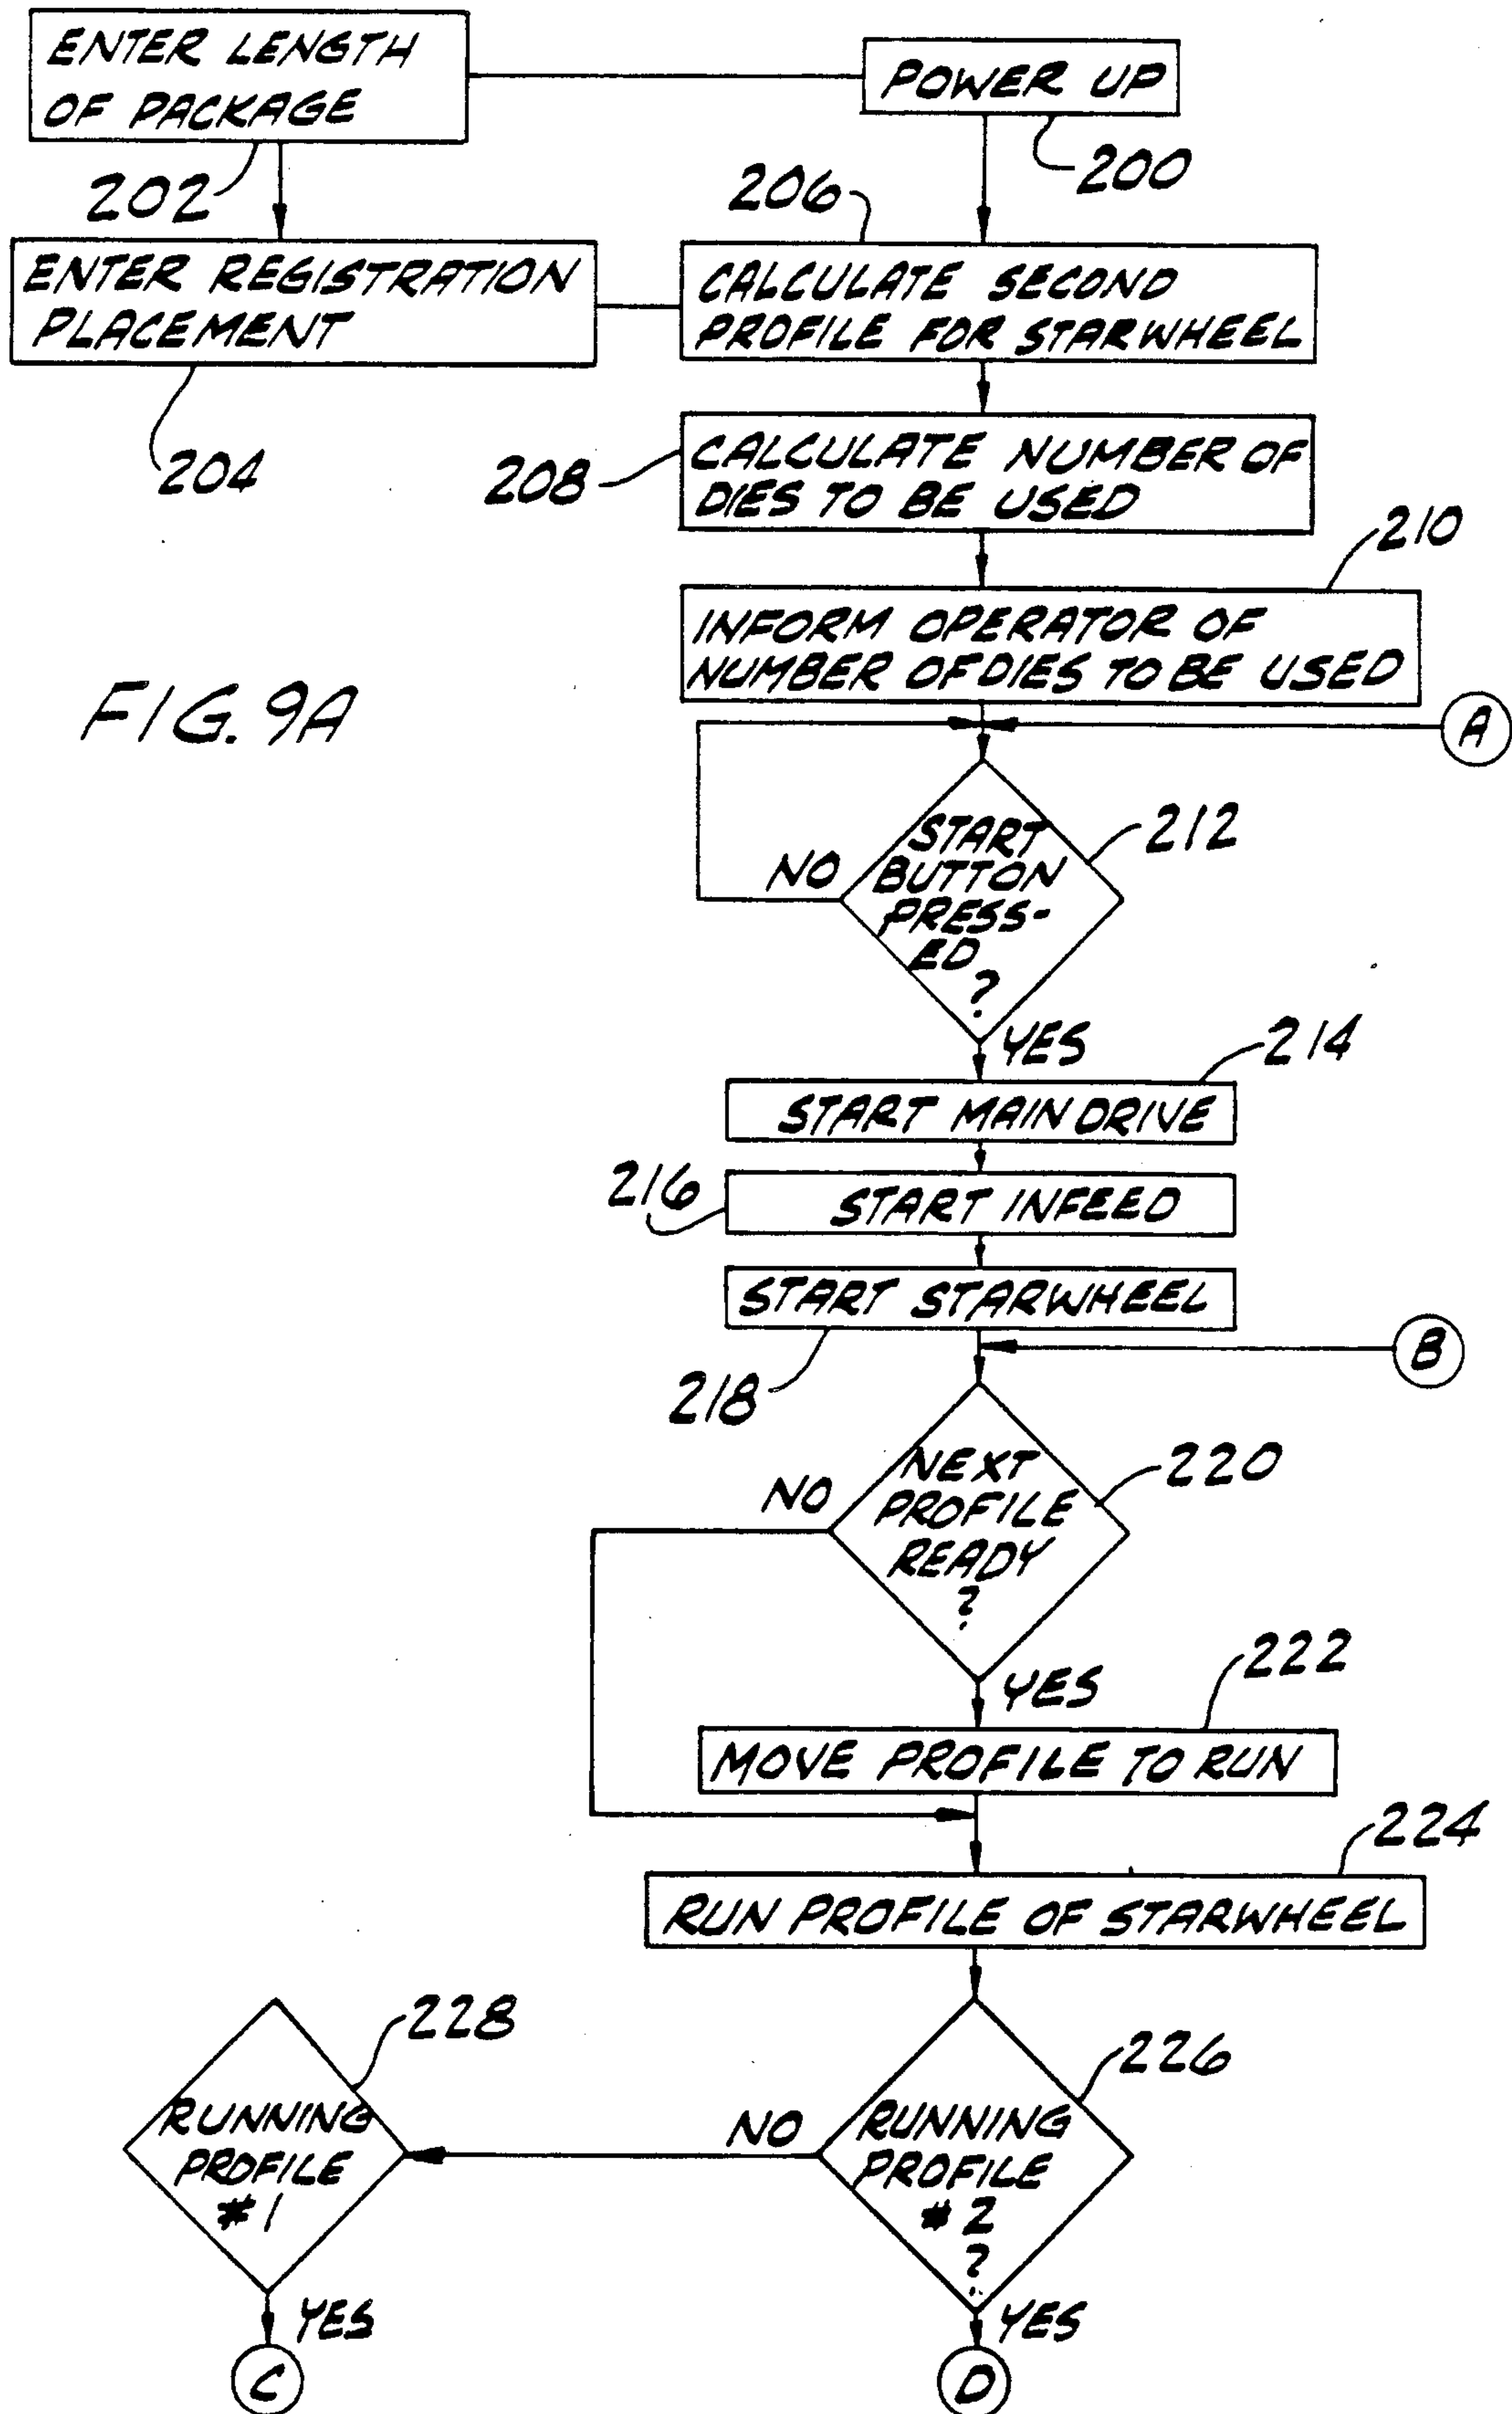 ENTER LENGTH
OF PACKAGE
POWER UP
202
200
206
ENTER REGISTRATION
PLACEMENT
CALCULATE SECOND
PROFILE FOR STARWHEEL
204
208
CALCULATE NUMBER OF
DIES TO BE USED
210
INFORM OPERATOR OF
NUMBER OF DIES TO BE USED
FIG. 9A
A
212
START
BUTTON
PRESS-
ED
?
NO
YES
214
START MAIN DRIVE
216
START INFEED
START STARWHEEL
B
218
220
NEXT
PROFILE
READY
?
NO
YES
222
MOVE PROFILE TO RUN
224
RUN PROFILE OF STARWHEEL
228
226
RUNNING
PROFILE
#1
NO
RUNNING
PROFILE
#2
?
YES
YES
C
D